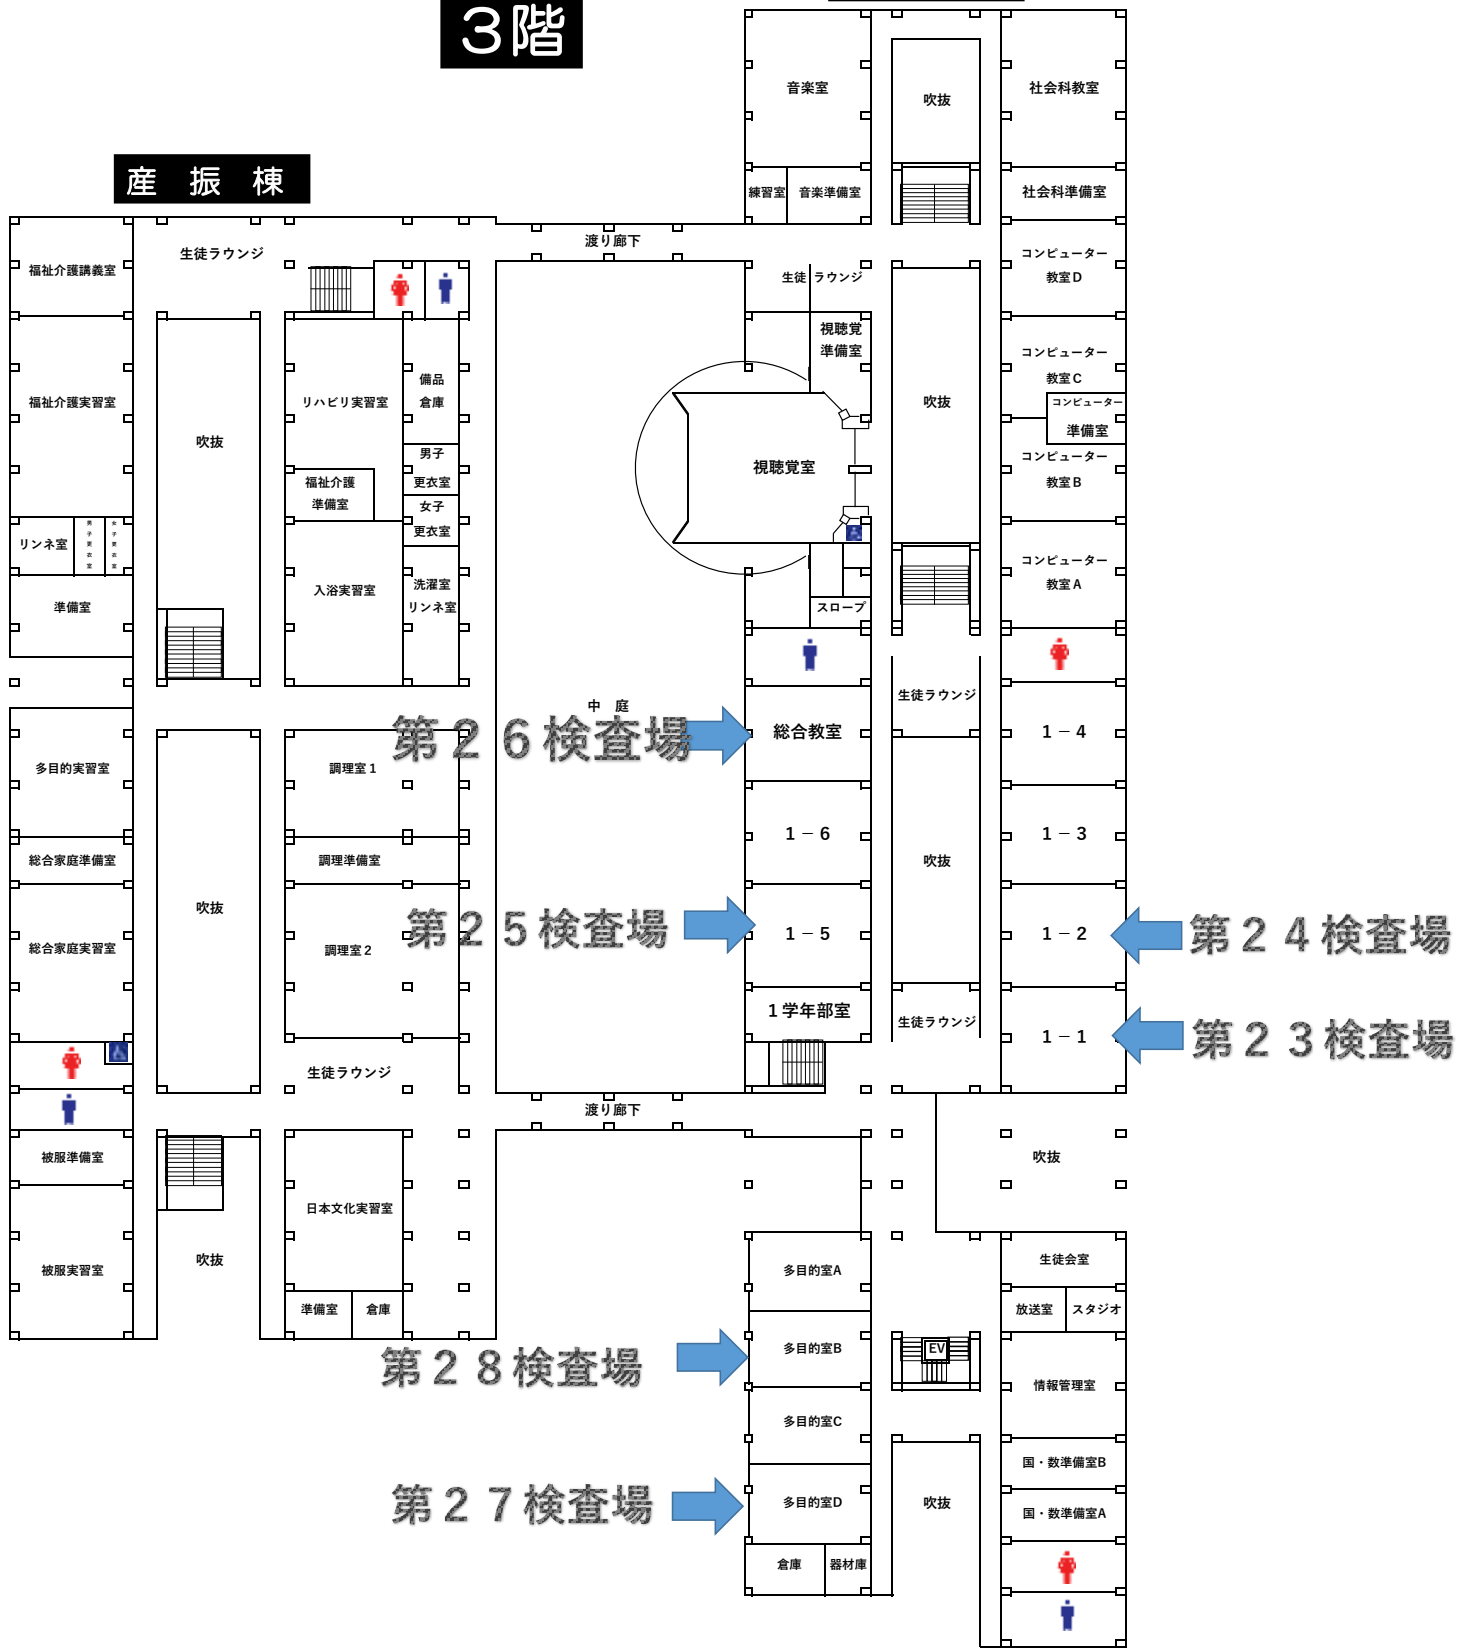 3階
音楽室
吹抜
社会科教室
産 振 棟
練習室
音楽準備室
社会科準備室
生徒ラウンジ
渡り廊下
福祉介護講義室
生徒 ラウンジ
コンピューター
教室D
視聴覚
準備室
コンピューター
教室C
備品
倉庫
福祉介護実習室
リハビリ実習室
吹抜
コンピューター
準備室
吹抜
男子
更衣室
視聴覚室
コンピューター
教室B
福祉介護
準備室
女子
更衣室
リンネ室
男子更衣室
女子更衣室
コンピューター
教室A
入浴実習室
洗濯室
リンネ室
準備室
スロープ
生徒ラウンジ
中 庭
第26検査場
総合教室
1－4
多目的実習室
調理室1
1－6
1－3
総合家庭準備室
調理準備室
吹抜
吹抜
第25検査場
1－5
1－2
第24検査場
総合家庭実習室
調理室2
1学年部室
生徒ラウンジ
1－1
第23検査場
生徒ラウンジ
渡り廊下
被服準備室
吹抜
日本文化実習室
吹抜
被服実習室
多目的室A
生徒会室
準備室
倉庫
放送室
スタジオ
第28検査場
多目的室B
EV
情報管理室
多目的室C
国・数準備室B
第27検査場
多目的室D
吹抜
国・数準備室A
倉庫
器材庫